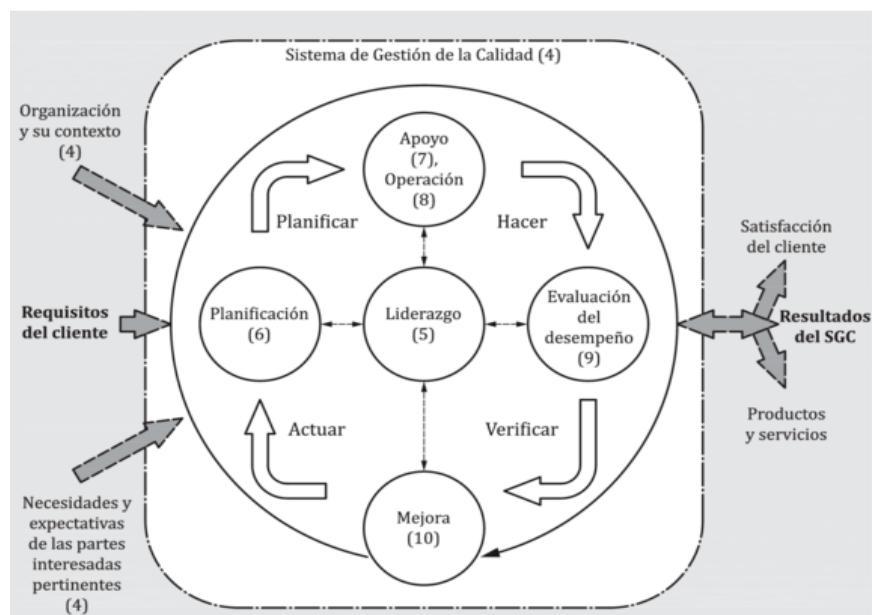 Sistema de Gestión de la Calidad (4)
Organización
y su contexto
(4)
Apoyo
(7),
Operación
(8)
Planificar
Hacer
Satisfacción
del cliente
Requisitos
del cliente
Planificación
(6)
Liderazgo
(5)
Evaluación
del
desempeño
(9)
Resultados
del SGC
Actuar
Verificar
Productos
y servicios
Necesidades y
expectativas
de las partes
interesadas
pertinentes
(4)
Mejora
(10)